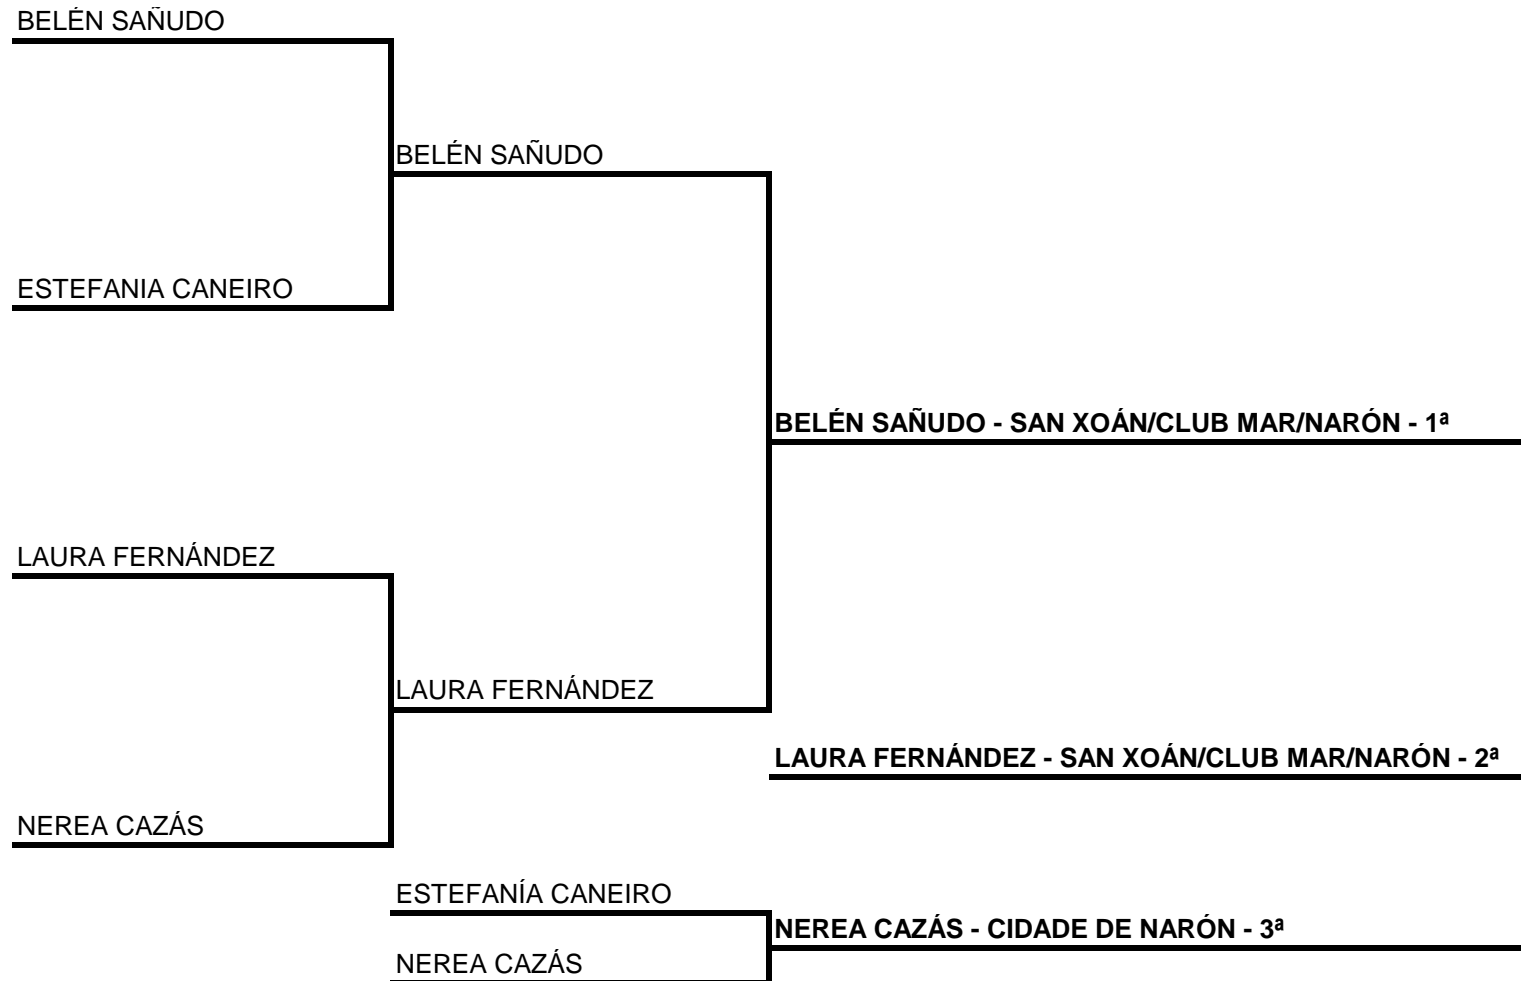 BELÉN SAÑUDO
BELÉN SAÑUDO
ESTEFANIA CANEIRO
BELÉN SAÑUDO - SAN XOÁN/CLUB MAR/NARÓN - 1ª
LAURA FERNÁNDEZ
LAURA FERNÁNDEZ
LAURA FERNÁNDEZ - SAN XOÁN/CLUB MAR/NARÓN - 2ª
NEREA CAZÁS
ESTEFANÍA CANEIRO
NEREA CAZÁS - CIDADE DE NARÓN - 3ª
NEREA CAZÁS